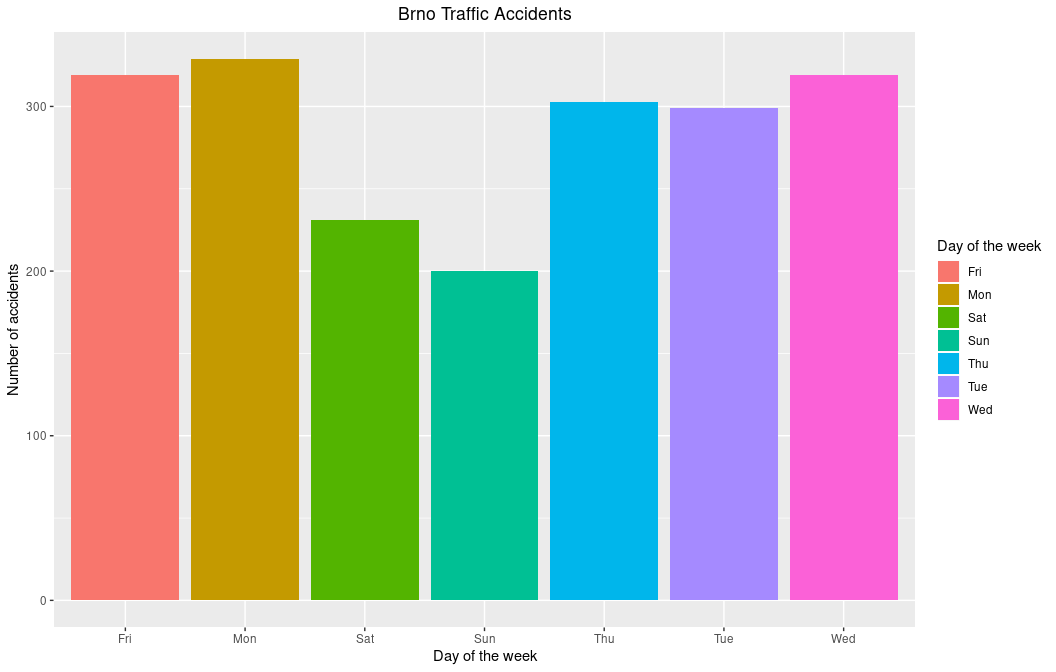 Brno Traffic Accidents
Number of accidents
300
200
100
0
Fri Mon Sat Sun Thu Tue Wed
Day of the week
Day of the week
Fri
Mon
Sat
Sun
Thu
Tue
Wed